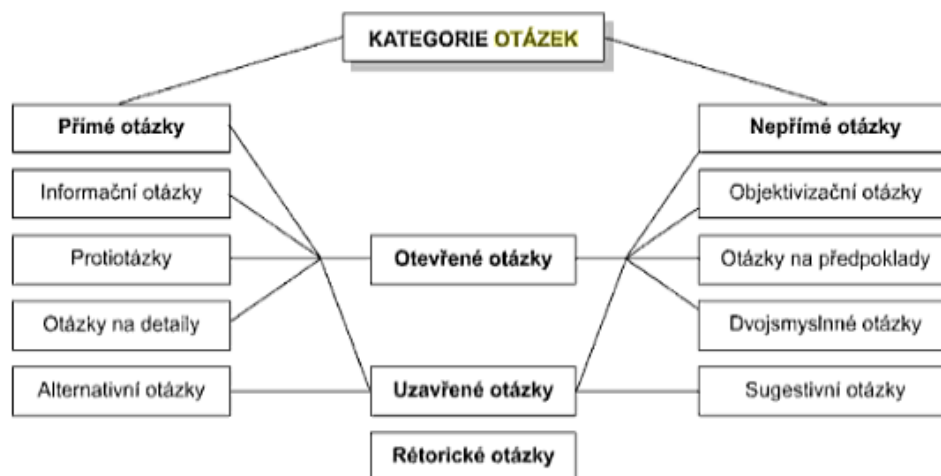 KATEGORIE OTÁZEK
Přímé otázky
Nepřímé otázky
Informační otázky
Objektivizační otázky
Protiotázky
Otevřené otázky
Otázky na předpoklady
Otázky na detaily
Dvojsmyslnné otázky
Alternativní otázky
Uzavřené otázky
Sugestivní otázky
Rétorické otázky